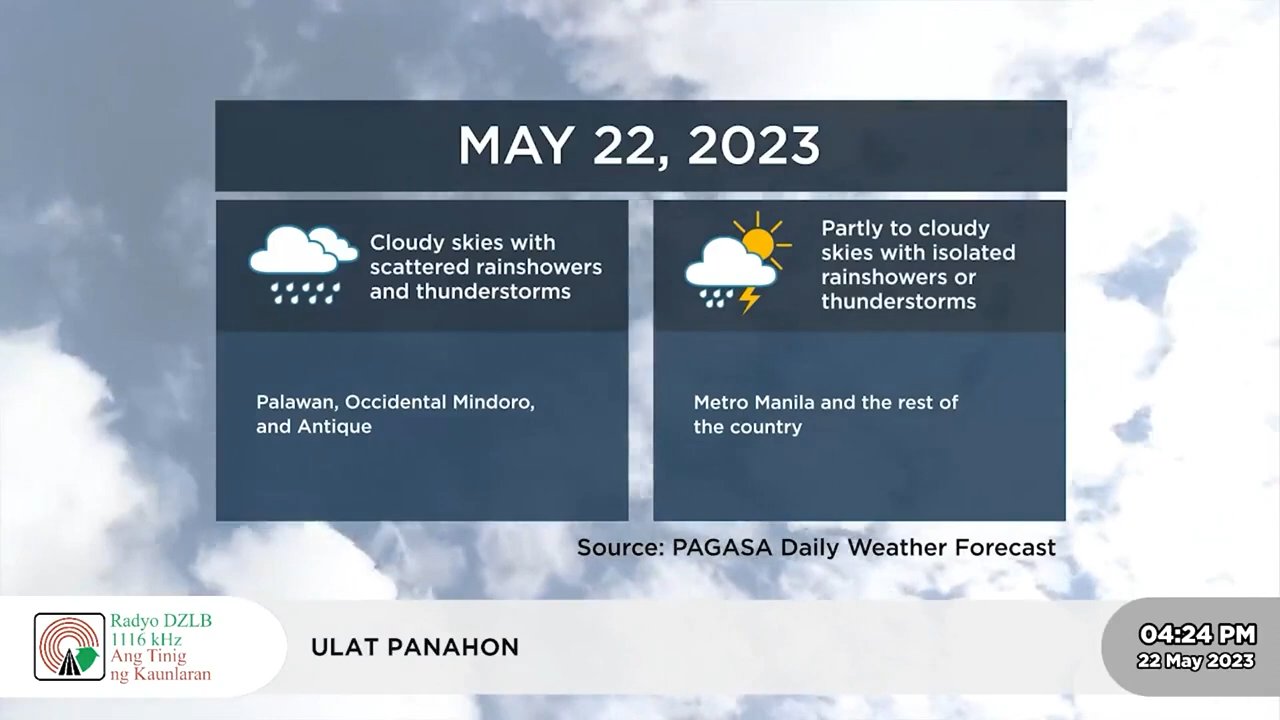 MAY 22, 2023
Cloudy skies with
scattered rainshowers
and thunderstorms
Partly to cloudy
skies with isolated
rainshowers or
thunderstorms
Palawan, Occidental Mindoro,
and Antique
Metro Manila and the rest of
the country
Source: PAGASA Daily Weather Forecast
Radyo DZLB
1116 kHz
Ang Tinig
ng Kaunlaran
ULAT PANAHON
04:24 PM
22 May 2023